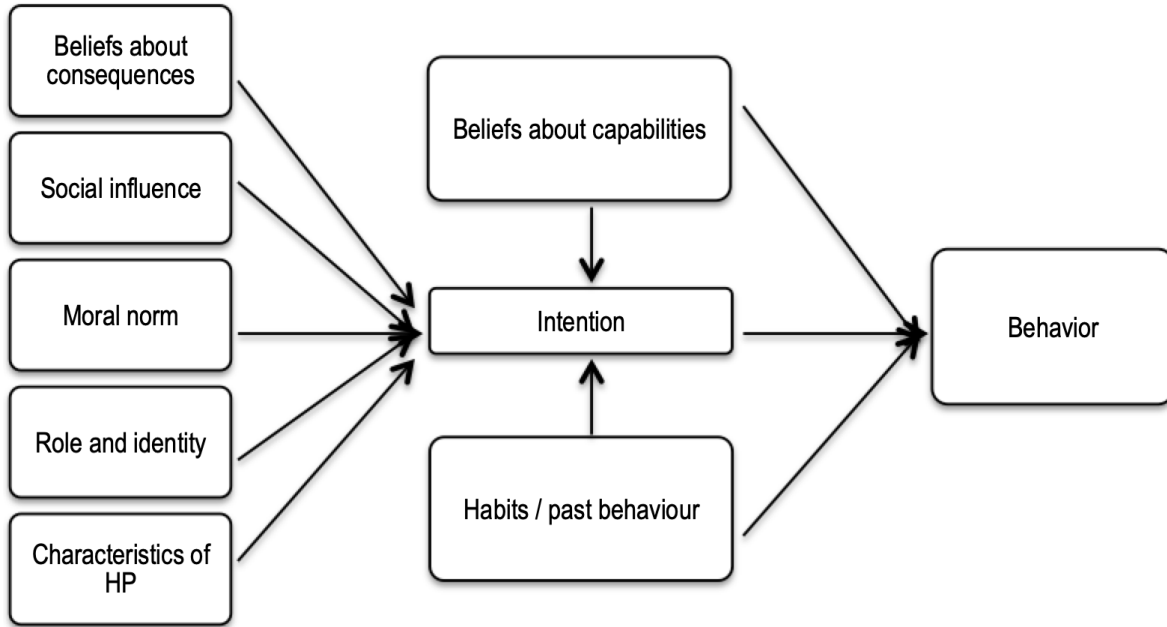 Beliefs about
consequences
Social influence
Moral norm
Role and identity
Characteristics of
HP
Beliefs about capabilities
Intention
Habits / past behaviour
Behavior